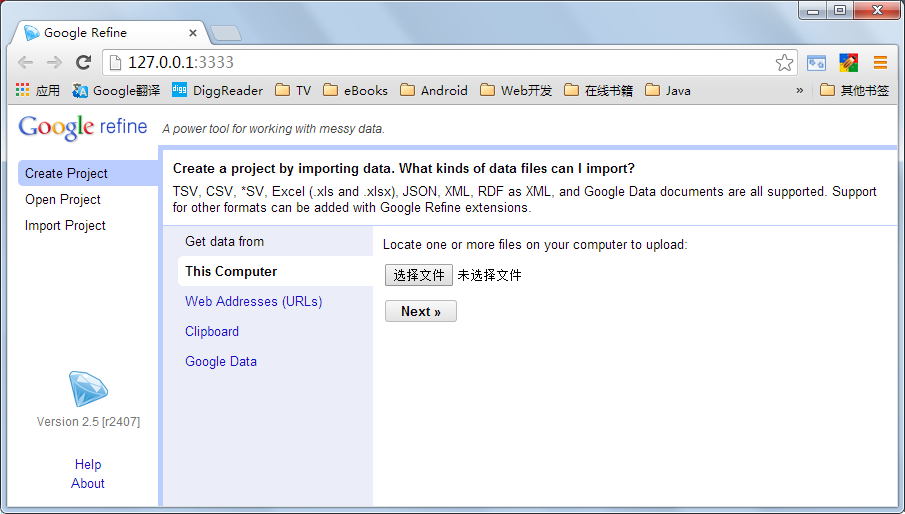 Google Refine
127.0.0.1:3333
应用 Google翻译 digg DiggReader TV eBooks Android Web开发 在线书籍 Java » 其他书签
Google refine A power tool for working with messy data.
Create Project
Open Project
Import Project
Create a project by importing data. What kinds of data files can I import?
TSV, CSV, *SV, Excel (.xls and .xlsx), JSON, XML, RDF as XML, and Google Data documents are all supported. Support
for other formats can be added with Google Refine extensions.
Get data from
This Computer
Web Addresses (URLs)
Clipboard
Google Data
Locate one or more files on your computer to upload:
选择文件 未选择文件
Next »
Version 2.5 [r2407]
Help
About